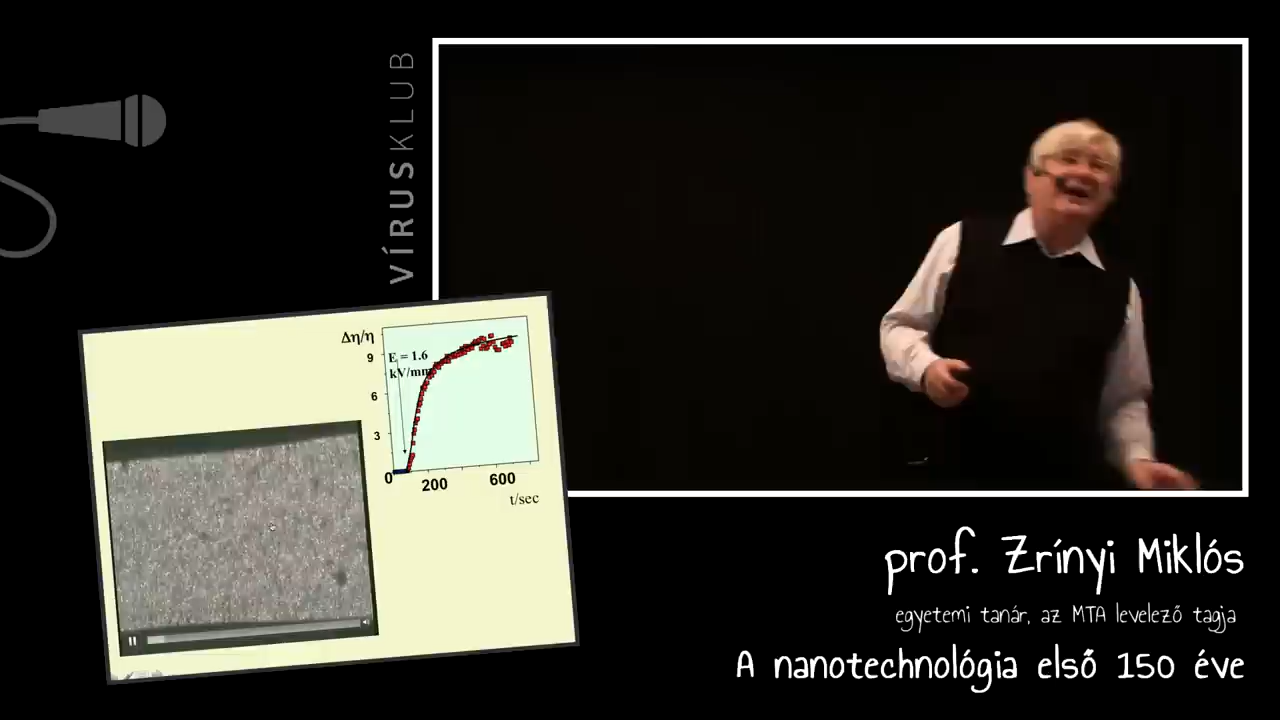 VÍRUSKLUB
Δη/η
9
E = 1.6
kV/mm
6
3
0
200
600
t/sec
prof. Zrínyi Miklós
egyetemi tanár, az MTA levelező tagja
A nanotechnológia első 150 éve